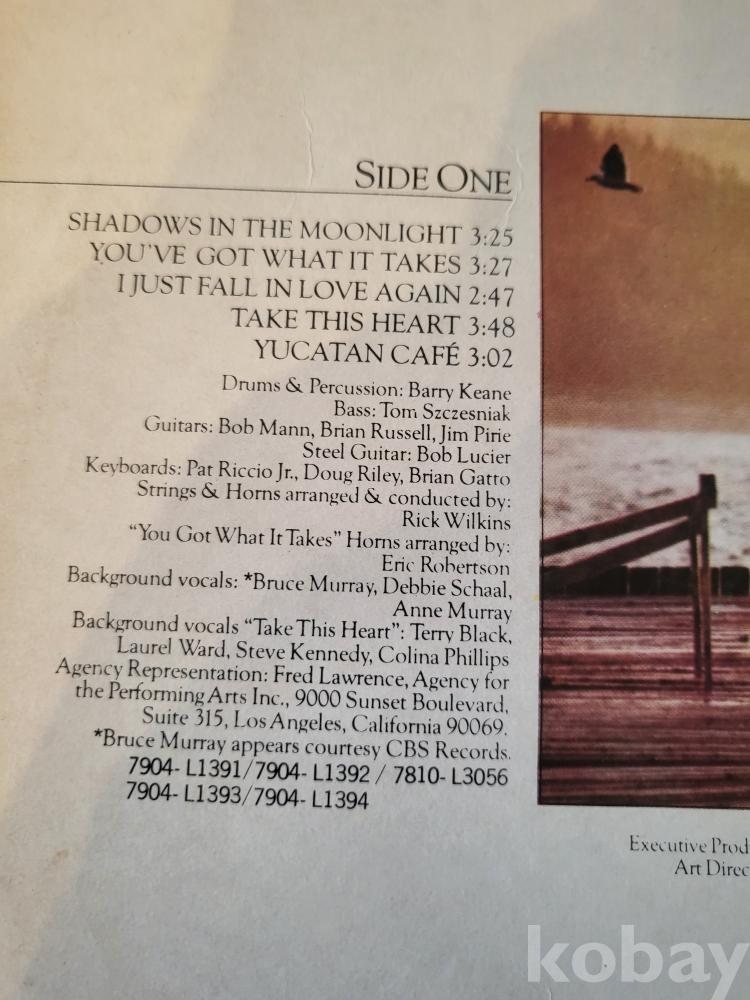 SIDE ONE
SHADOWS IN THE MOONLIGHT 3:25
YOU'VE GOT WHAT IT TAKES 3:27
I JUST FALL IN LOVE AGAIN 2:47
TAKE THIS HEART 3:48
YUCATAN CAFÉ 3:02
Drums & Percussion: Barry Keane
Bass: Tom Szczesniak
Guitars: Bob Mann, Brian Russell, Jim Pirie
Steel Guitar: Bob Lucier
Keyboards: Pat Riccio Jr., Doug Riley, Brian Gatto
Strings & Horns arranged & conducted by:
Rick Wilkins
"You Got What It Takes" Horns arranged by:
Eric Robertson
Background vocals: *Bruce Murray, Debbie Schaal,
Anne Murray
Background vocals "Take This Heart": Terry Black,
Laurel Ward, Steve Kennedy, Colina Phillips
Agency Representation: Fred Lawrence, Agency for
the Performing Arts Inc., 9000 Sunset Boulevard,
Suite 315, Los Angeles, California 90069.
*Bruce Murray appears courtesy CBS Records.
7904-L1391/7904-L1392 / 7810-L3056
7904-L1393/7904-L1394
Executive Prod
Art Direc
kobay